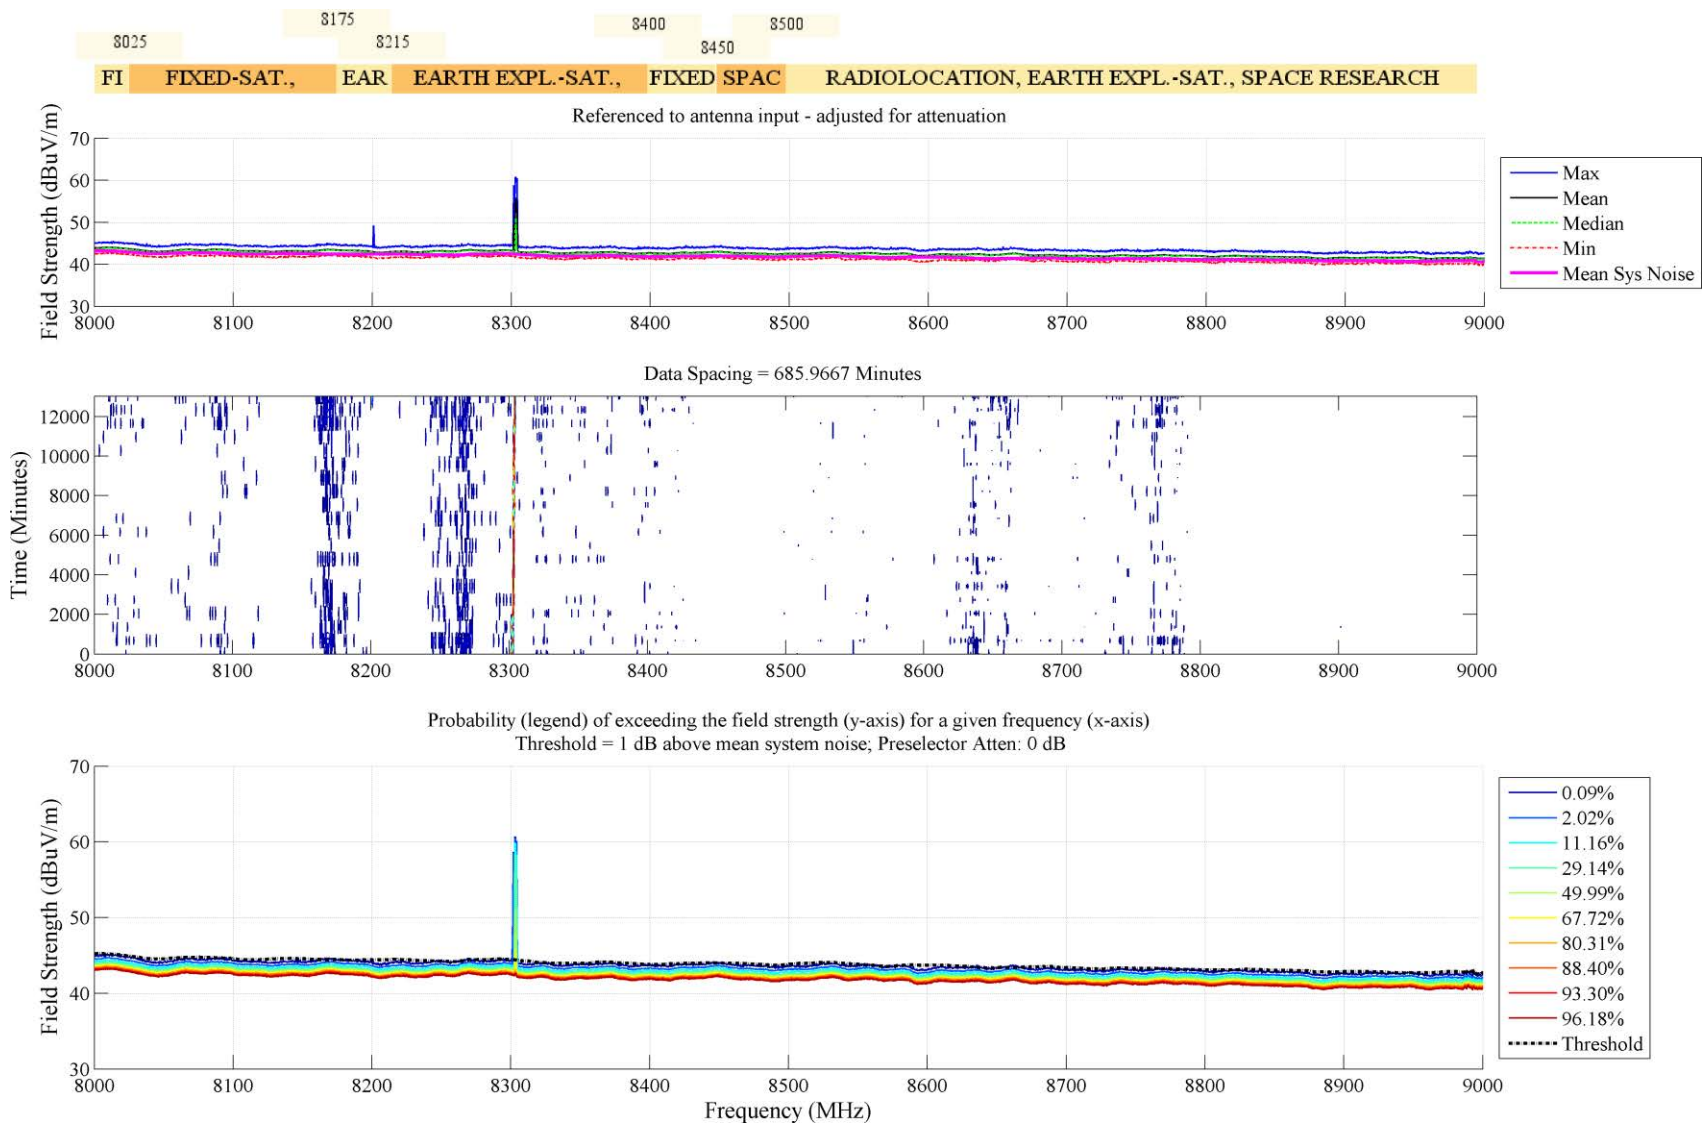 8175
8400
8500
8025
8215
8450
FI FIXED-SAT., EAR EARTH EXPL.-SAT., FIXED SPAC RADIOLOCATION, EARTH EXPL.-SAT., SPACE RESEARCH
Referenced to antenna input - adjusted for attenuation
Field Strength (dBuV/m)
70
60
50
40
30
8000 8100 8200 8300 8400 8500 8600 8700 8800 8900 9000
Max
Mean
Median
Min
Mean Sys Noise
Data Spacing = 685.9667 Minutes
Time (Minutes)
12000
10000
8000
6000
4000
2000
0
8000 8100 8200 8300 8400 8500 8600 8700 8800 8900 9000
Probability (legend) of exceeding the field strength (y-axis) for a given frequency (x-axis)
Threshold = 1 dB above mean system noise; Preselector Atten: 0 dB
Field Strength (dBuV/m)
70
60
50
40
30
8000 8100 8200 8300 8400 8500 8600 8700 8800 8900 9000
Frequency (MHz)
0.09%
2.02%
11.16%
29.14%
49.99%
67.72%
80.31%
88.40%
93.30%
96.18%
Threshold